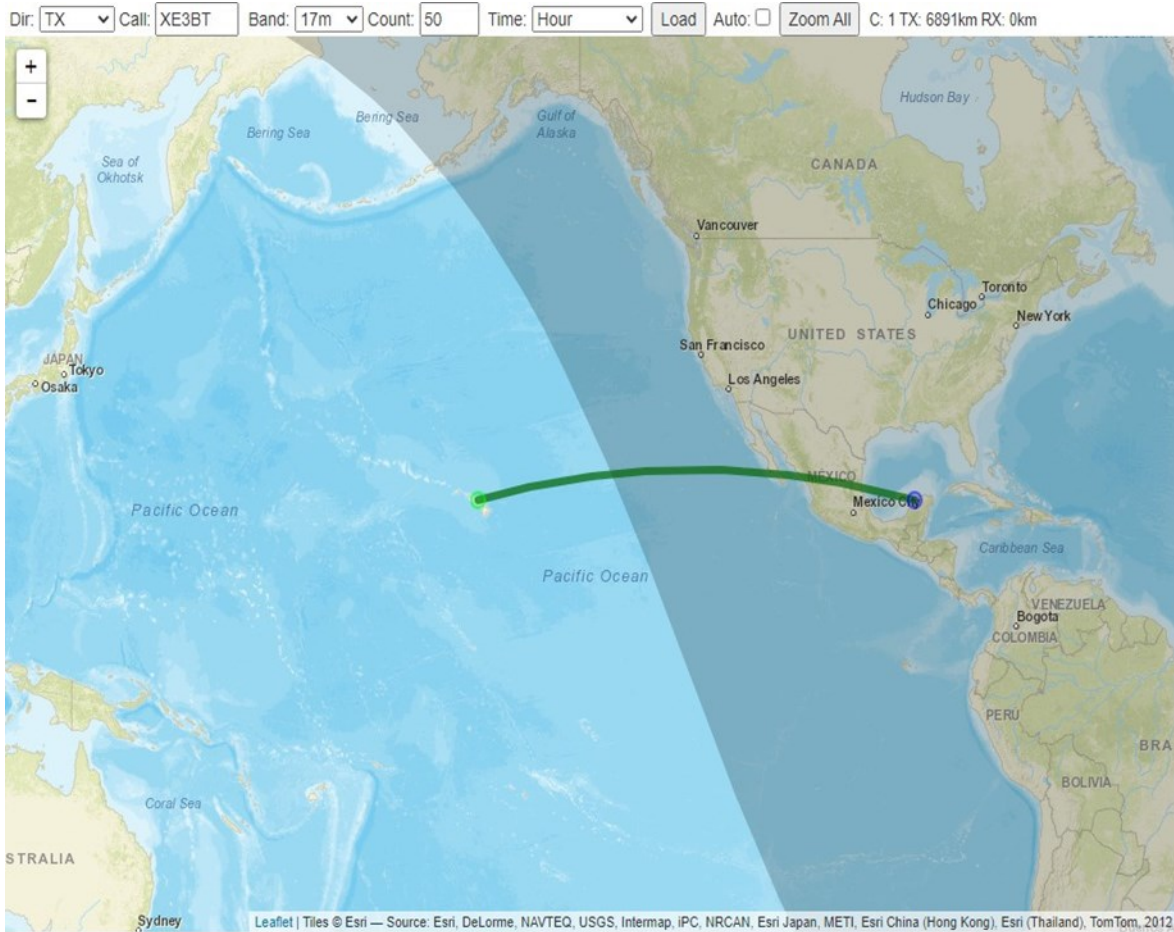 Dir: TX Call: XE3BT Band: 17m Count: 50 Time: Hour Load Auto: Zoom All C: 1 TX: 6891km RX: 0km
+
-
Bering Sea
Bering Sea
Gulf of
Alaska
Hudson Bay
Sea of
Okhotsk
CANADA
Vancouver
Toronto
Chicago
New York
UNITED STATES
San Francisco
JAPAN
Tokyo
Osaka
Los Angeles
MÉXICO
Mexico City
Pacific Ocean
Caribbean Sea
Pacific Ocean
VENEZUELA
Bogota
COLOMBIA
PERU
BRA
BOLIVIA
Coral Sea
STRALIA
Sydney
Leaflet | Tiles © Esri — Source: Esri, DeLorme, NAVTEQ, USGS, Intermap, iPC, NRCAN, Esri Japan, METI, Esri China (Hong Kong), Esri (Thailand), TomTom, 2012